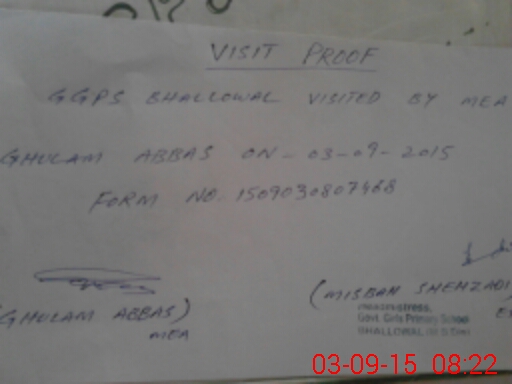 VISIT PROOF
GGPS BHALLOWAL VISITED BY MEA
GHULAM ABBAS ON - 03-09-2015
FORM NO. 1509030807468
(GHULAM ABBAS)
MEA
(MISBAH SHEHZADI
Headmistress,
Govt. Girls Primary School
BHALLOWAL
03-09-15 08:22